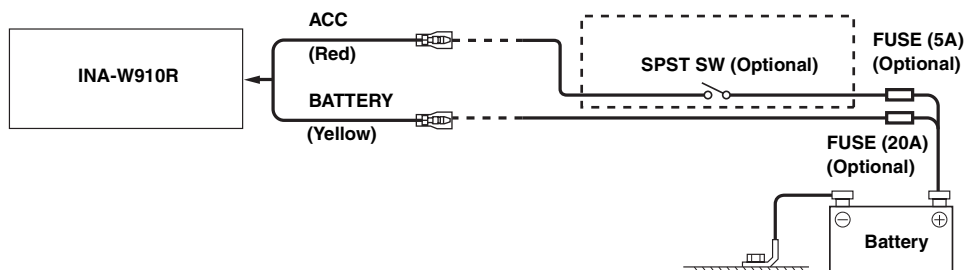 INA-W910R
ACC
(Red)
BATTERY
(Yellow)
SPST SW (Optional)
FUSE (5A)
(Optional)
FUSE (20A)
(Optional)
Battery